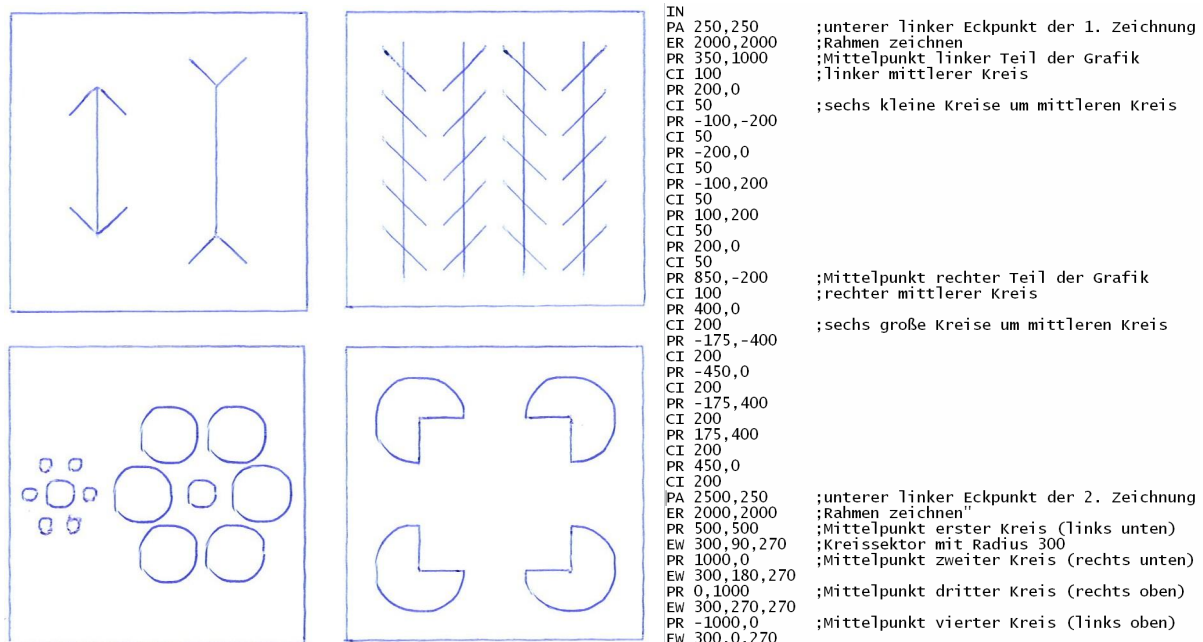 IN
PA 250,250 ;unterer linker Eckpunkt der 1. Zeichnung
ER 2000,2000 ;Rahmen zeichnen
PR 350,1000 ;Mittelpunkt linker Teil der Grafik
CI 100 ;linker mittlerer Kreis
PR 200,0
CI 50 ;sechs kleine Kreise um mittleren Kreis
PR -100,-200
CI 50
PR -200,0
CI 50
PR -100,200
CI 50
PR 100,200
CI 50
PR 200,0
CI 50
PR 850,-200 ;Mittelpunkt rechter Teil der Grafik
CI 100 ;rechter mittlerer Kreis
PR 400,0
CI 200 ;sechs große Kreise um mittleren Kreis
PR -175,-400
CI 200
PR -450,0
CI 200
PR -175,400
CI 200
PR 175,400
CI 200
PR 450,0
CI 200
PA 2500,250 ;unterer linker Eckpunkt der 2. Zeichnung
ER 2000,2000 ;Rahmen zeichnen"
PR 500,500 ;Mittelpunkt erster Kreis (links unten)
EW 300,90,270 ;Kreissektor mit Radius 300
PR 1000,0 ;Mittelpunkt zweiter Kreis (rechts unten)
EW 300,180,270
PR 0,1000 ;Mittelpunkt dritter Kreis (rechts oben)
EW 300,270,270
PR -1000,0 ;Mittelpunkt vierter Kreis (links oben)
EW 300,0,270